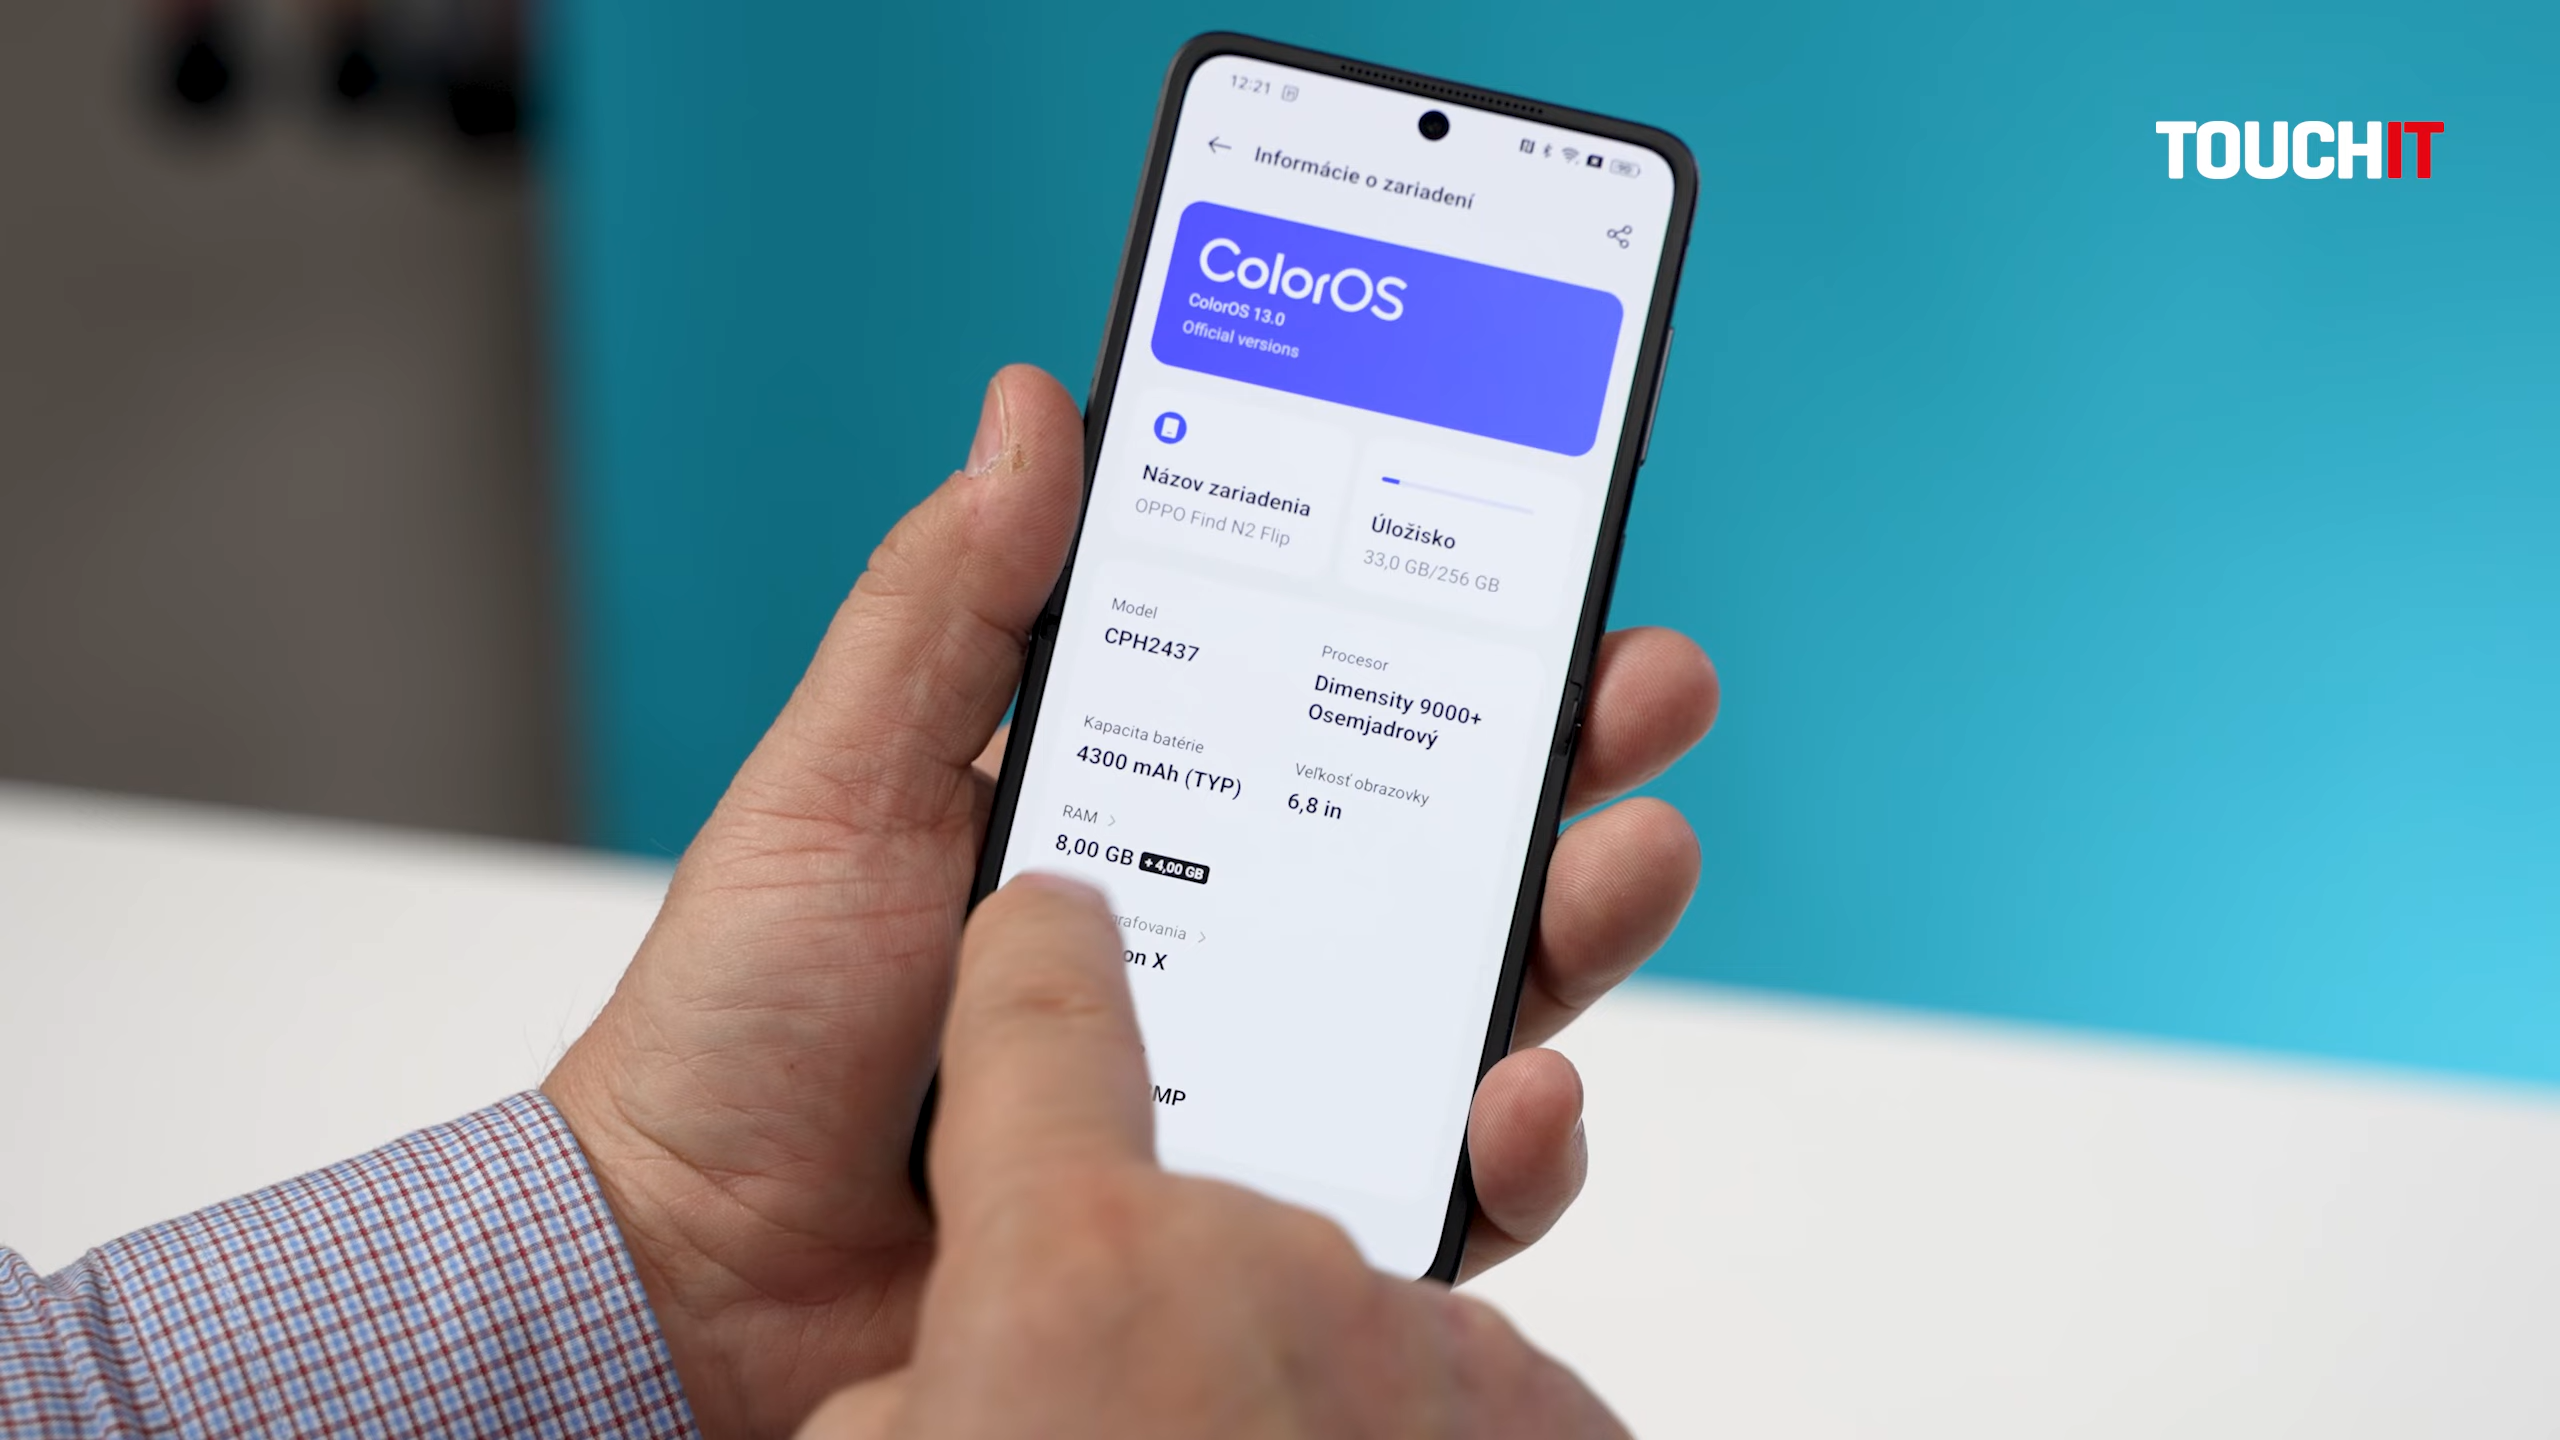 TOUCHIT
12:21
Informácie o zariadení
ColorOS
ColorOS 13.0
Official versions
Názov zariadenia
OPPO Find N2 Flip
Úložisko
33,0 GB/256 GB
Model
CPH2437
Procesor
Dimensity 9000+
Osemjadrový
Kapacita batérie
4300 mAh (TYP)
Veľkosť obrazovky
6,8 in
RAM
8,00 GB +4,00 GB
grafovania
on X
MP